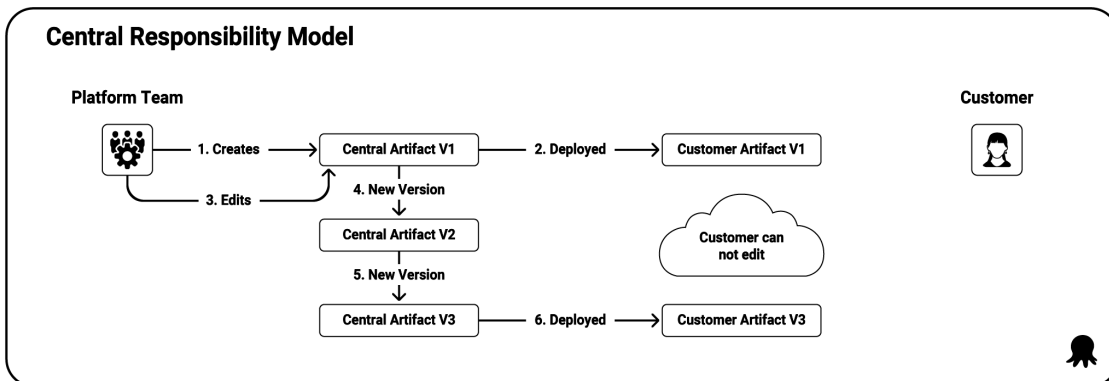 Central Responsibility Model
Platform Team
Customer
1. Creates
Central Artifact V1
2. Deployed
Customer Artifact V1
3. Edits
4. New Version
Central Artifact V2
Customer can
not edit
5. New Version
Central Artifact V3
6. Deployed
Customer Artifact V3